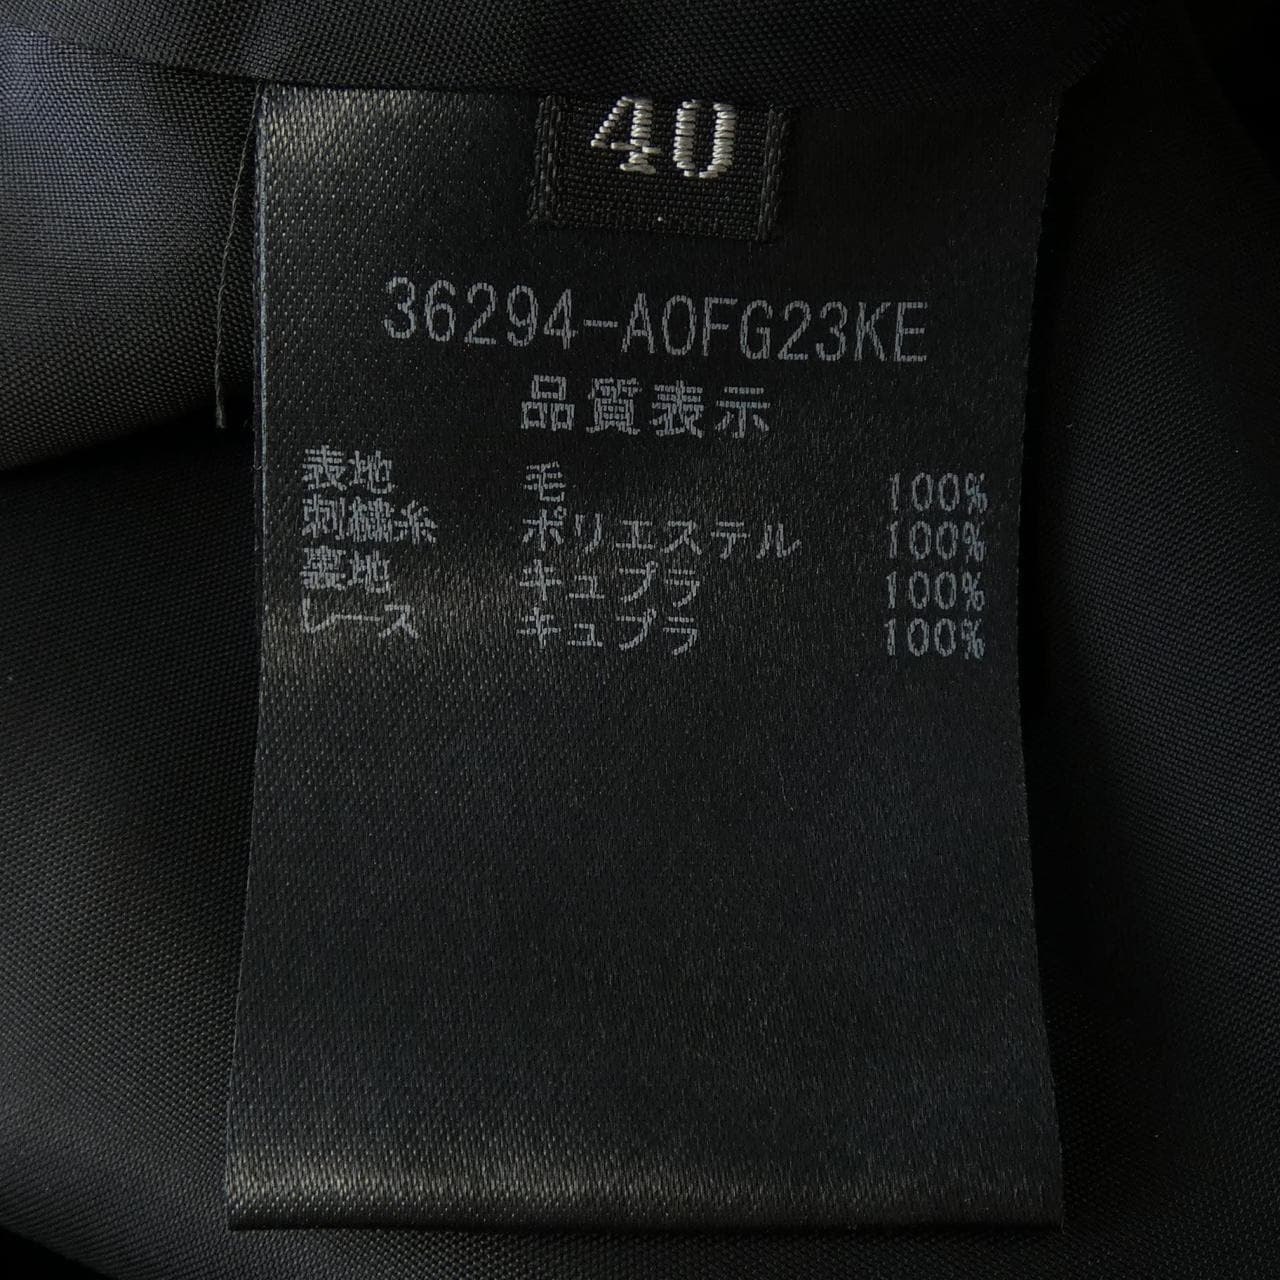 40
36294-A0FG23KE
品質表示
表地 毛 100%
刺繍糸 ポリエステル 100%
裏地 キュプラ 100%
レース キュプラ 100%